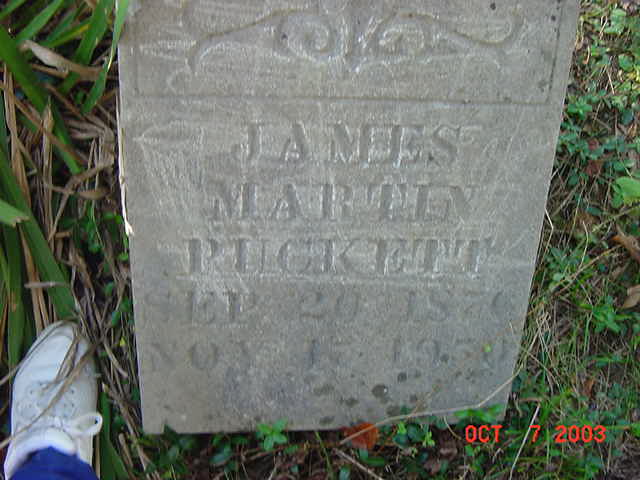 JAMES
MARTIN
PUCKETT
SEP 20
NOV
OCT 7 2003